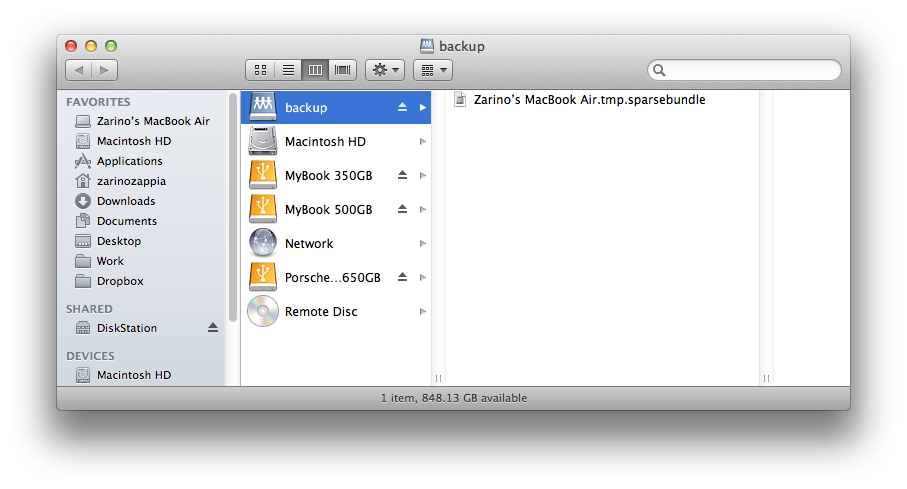 backup
FAVORITES
Zarino’s MacBook Air
Macintosh HD
Applications
zarinozappia
Downloads
Documents
Desktop
Work
Dropbox
SHARED
DiskStation
DEVICES
Macintosh HD
backup
Macintosh HD
MyBook 350GB
MyBook 500GB
Network
Porsche...650GB
Remote Disc
Zarino’s MacBook Air.tmp.sparsebundle
1 item, 848.13 GB available